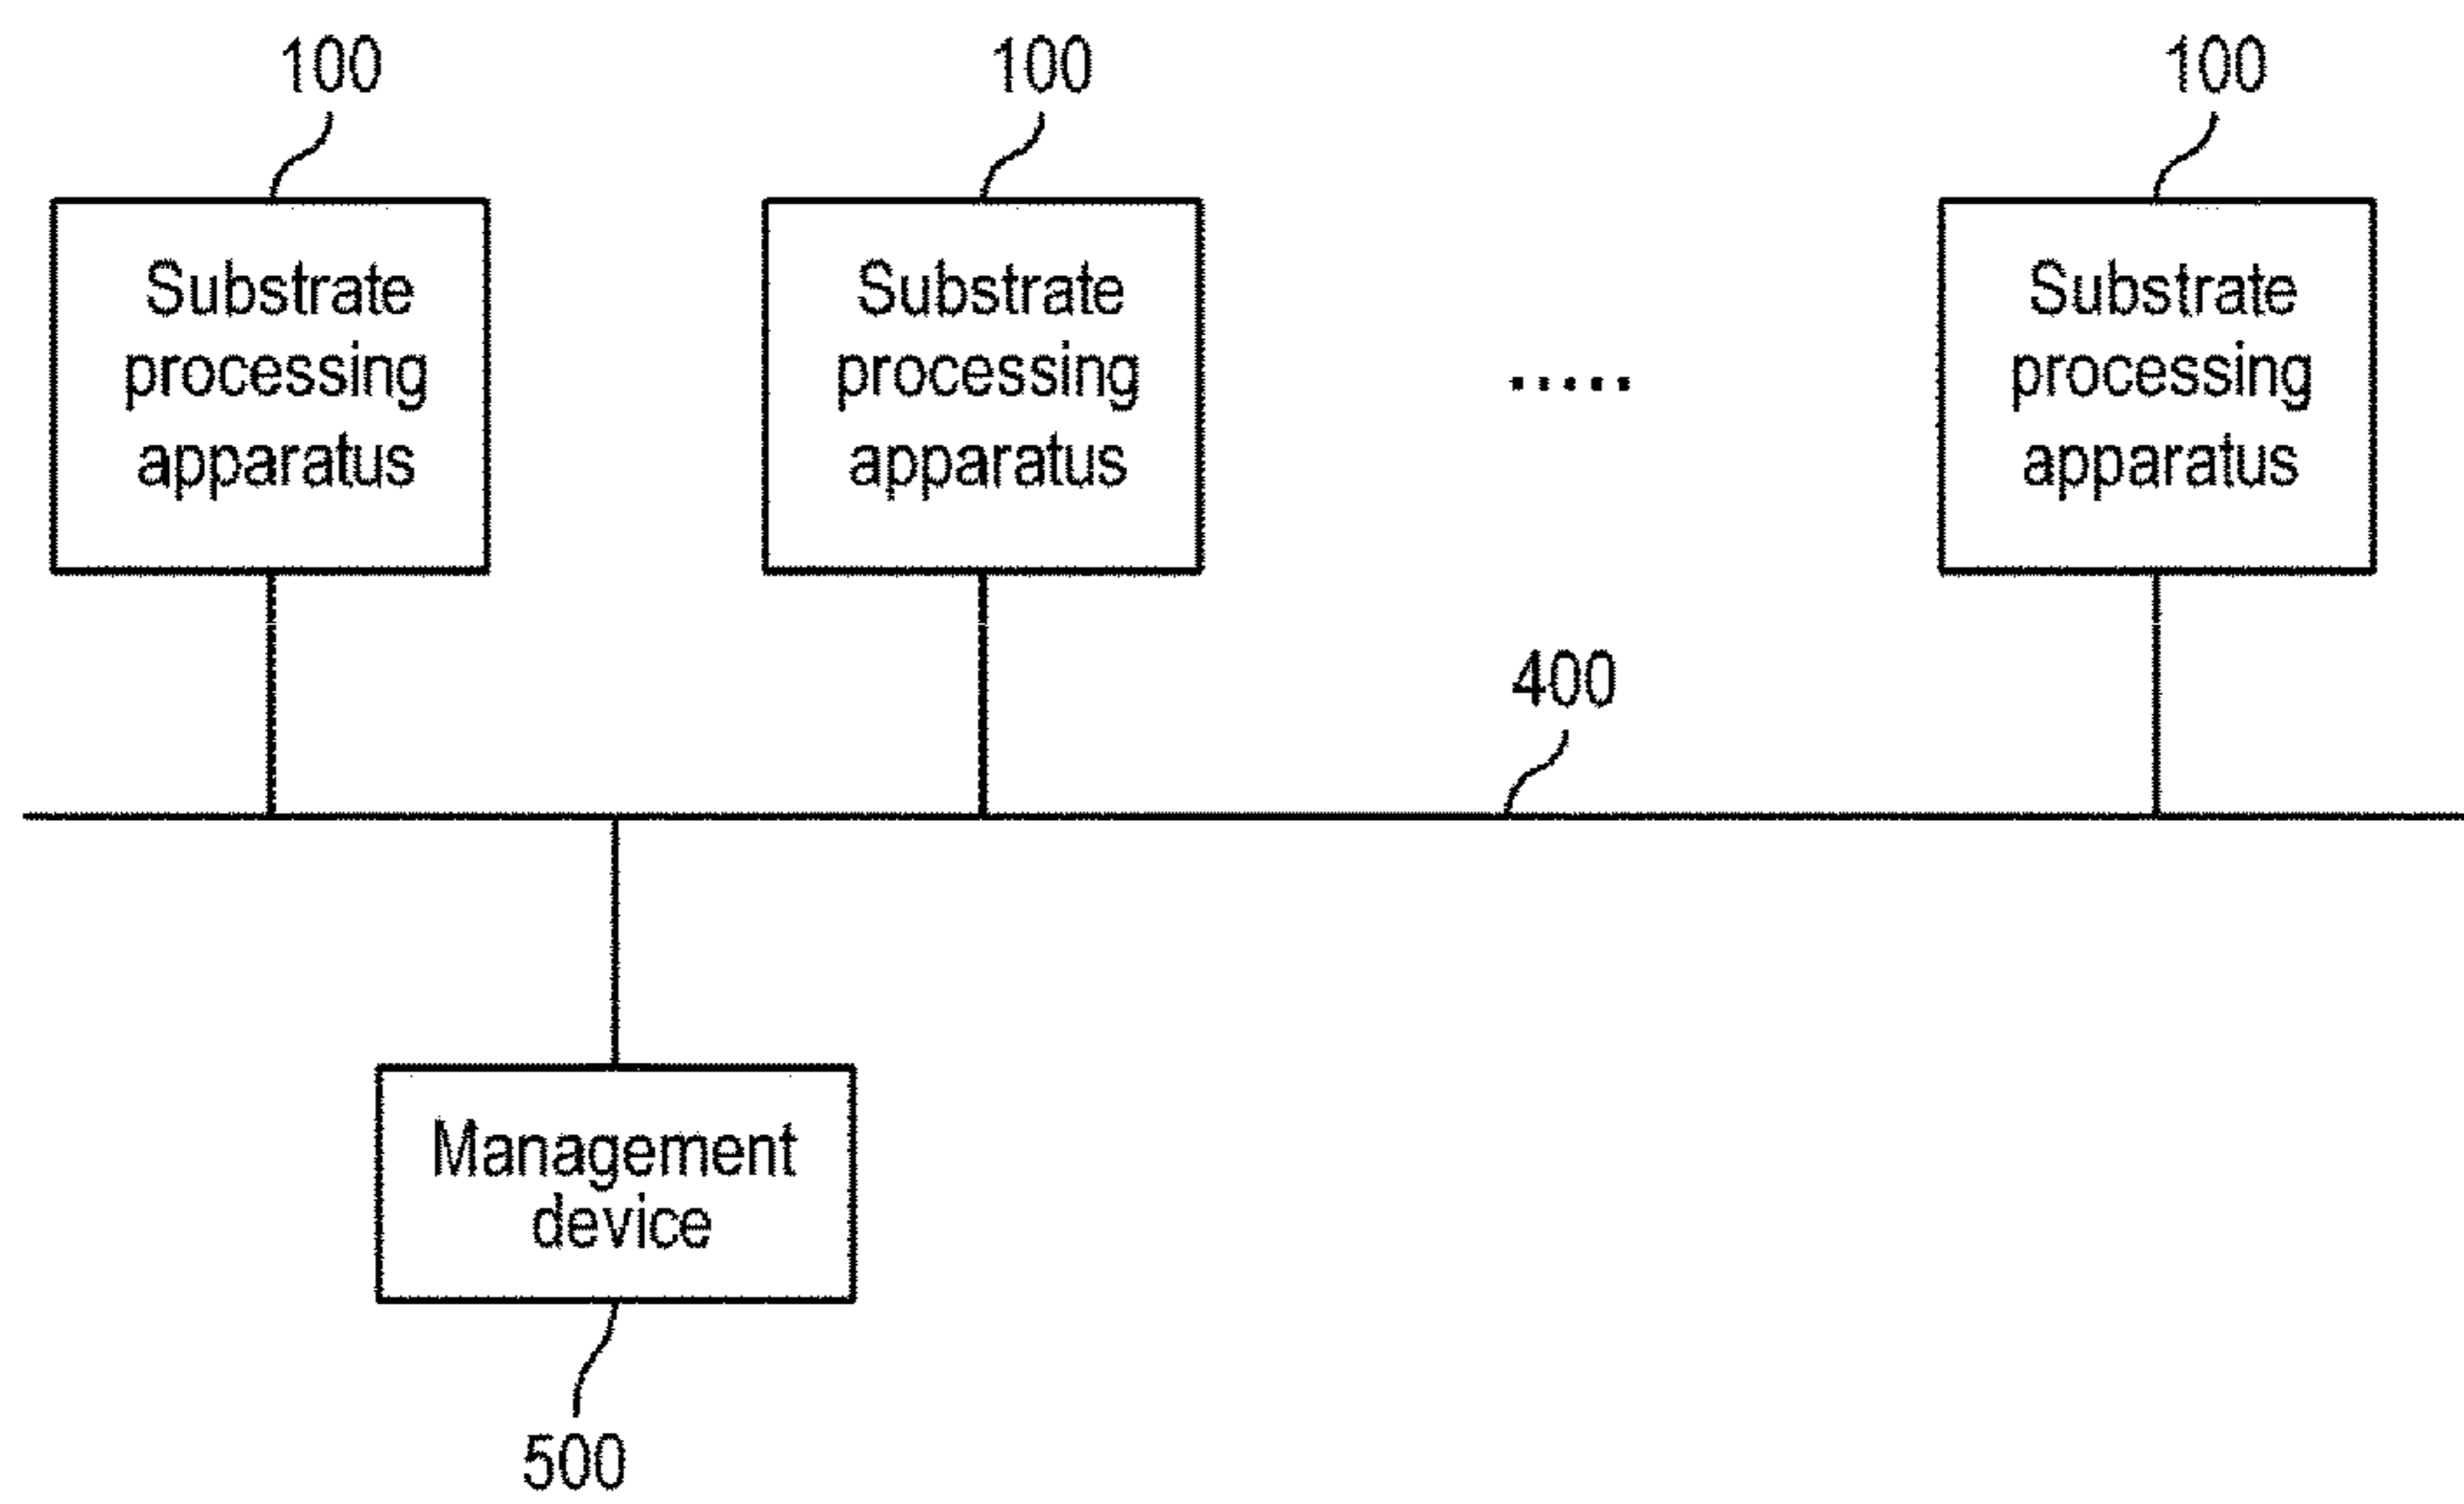 100
100
100
Substrate
processing
apparatus
Substrate
processing
apparatus
.....
Substrate
processing
apparatus
400
Management
device
500